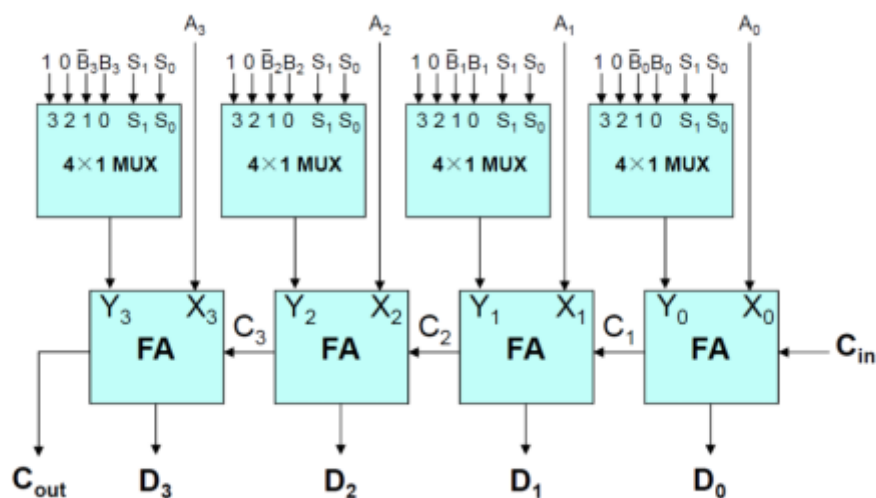 A₃ A₂ A₁ A₀
1 0 B̅₃ B₃ S₁ S₀ 1 0 B̅₂ B₂ S₁ S₀ 1 0 B̅₁ B₁ S₁ S₀ 1 0 B̅₀ B₀ S₁ S₀
3 2 1 0 S₁ S₀ 3 2 1 0 S₁ S₀ 3 2 1 0 S₁ S₀ 3 2 1 0 S₁ S₀
4×1 MUX 4×1 MUX 4×1 MUX 4×1 MUX
Y₃ X₃ Y₂ X₂ Y₁ X₁ Y₀ X₀
C₃ C₂ C₁
FA FA FA FA C_in
C_out D₃ D₂ D₁ D₀